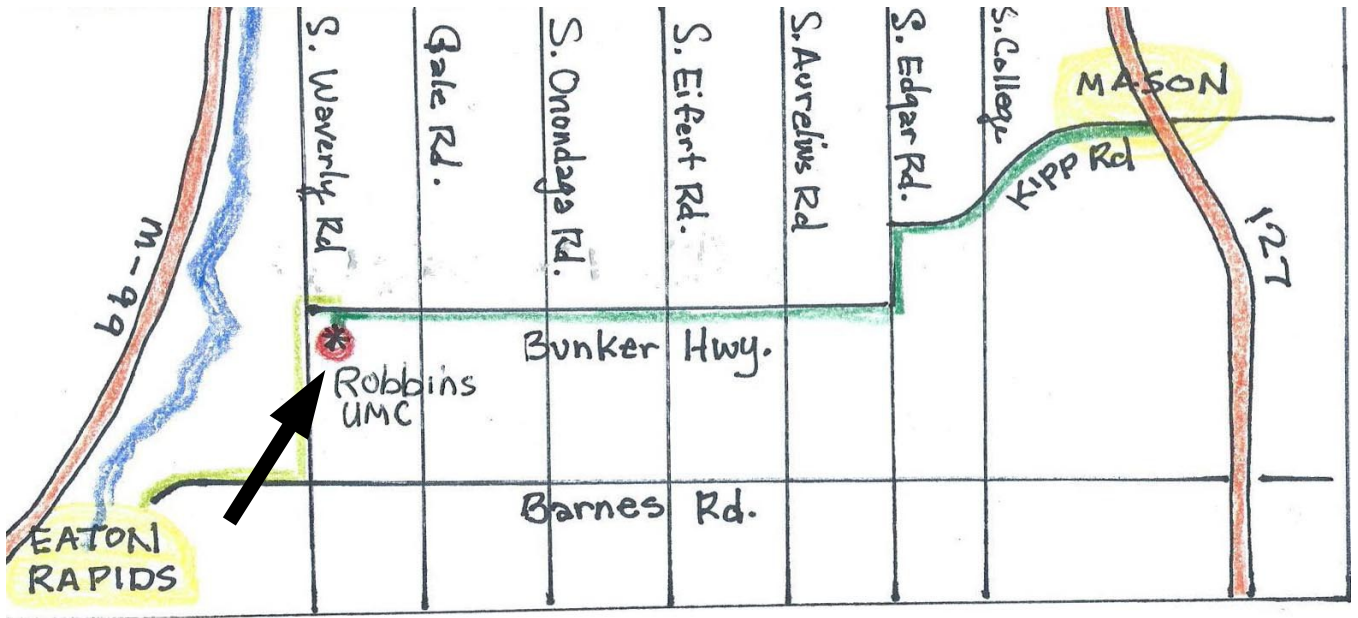 S. Waverly Rd
Gale Rd.
S. Onondaga Rd.
S. Eifert Rd.
S. Aurelius Rd
S. Edgar Rd.
S. College
MASON
Kipp Rd
127
M-99
*
Bunker Hwy.
Robbins
UMC
Barnes Rd.
EATON
RAPIDS